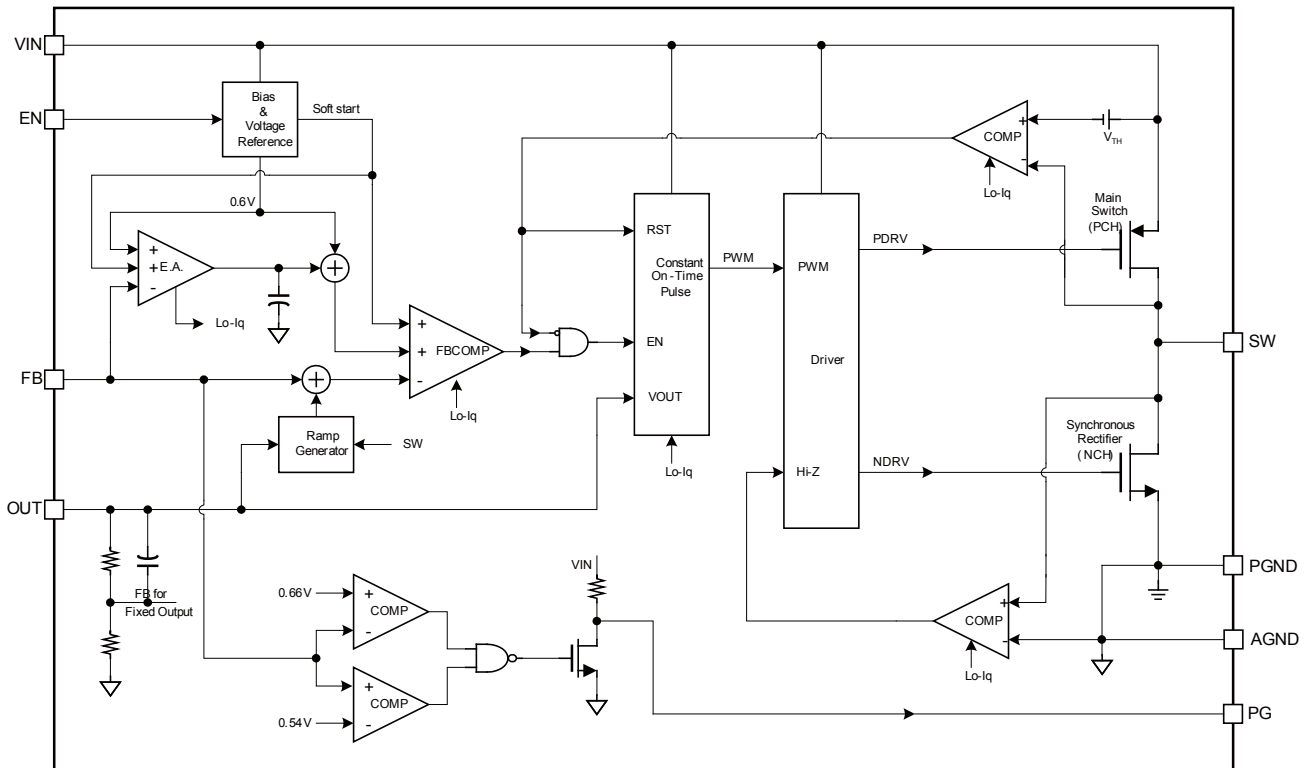 VIN
EN
Bias
&
Voltage
Reference
Soft start
+
COMP
-
VTH
Lo-Iq
0.6V
Main
Switch
(PCH)
RST
PDRV
+
+ E.A.
-
+
Constant
On-Time
Pulse
PWM
PWM
Lo-Iq
+
+ FBCOMP
-
EN
Driver
SW
FB
+
Lo-Iq
VOUT
Ramp
Generator
SW
Synchronous
Rectifier
(NCH)
Lo-Iq
Hi-Z
NDRV
OUT
FB for
Fixed Output
VIN
PGND
0.66V
+
COMP
-
+
COMP
-
AGND
Lo-Iq
+
COMP
-
0.54V
PG